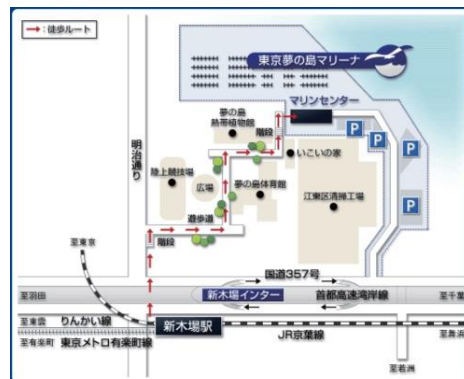 →:徒歩ルート
東京夢の島マリーナ
マリンセンター
夢の島
熱帯植物館
階段
P
P
P
P
いこいの家
明治通り
陸上競技場
広場
夢の島体育館
江東区清掃工場
遊歩道
階段
至東京
国道357号
至羽田
新木場インター
首都高速湾岸線
至千葉
至東雲
りんかい線
新木場駅
至舞浜
至有楽町
東京メトロ有楽町線
JR京葉線
至若洲